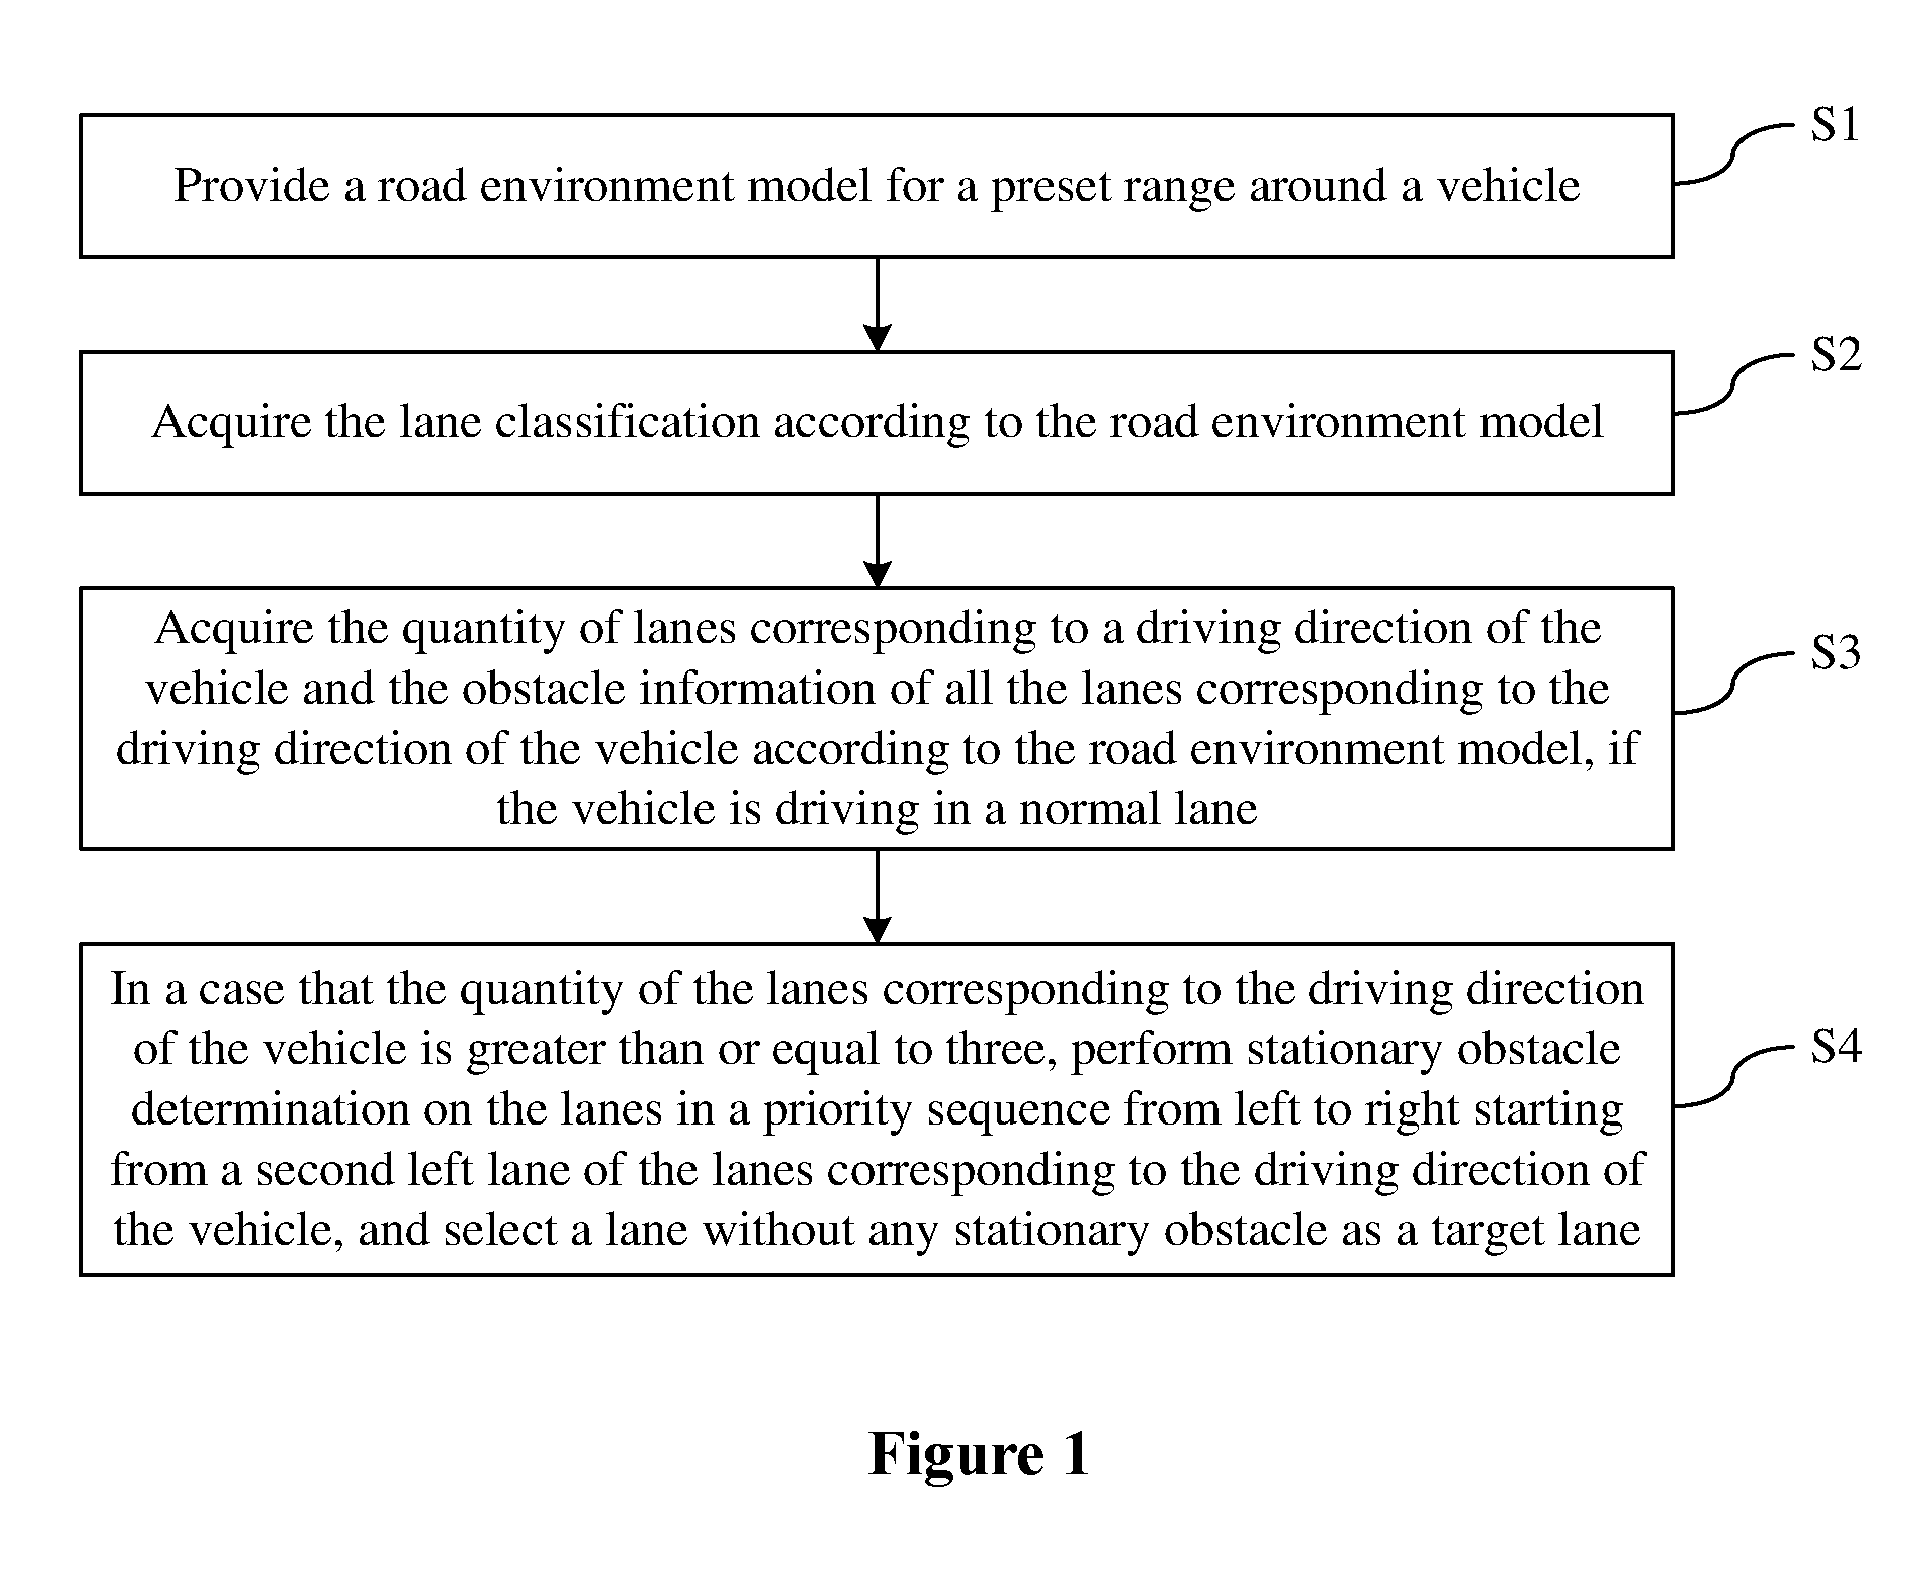 Provide a road environment model for a preset range around a vehicle
S1
Acquire the lane classification according to the road environment model
S2
Acquire the quantity of lanes corresponding to a driving direction of the
vehicle and the obstacle information of all the lanes corresponding to the
driving direction of the vehicle according to the road environment model, if
the vehicle is driving in a normal lane
S3
In a case that the quantity of the lanes corresponding to the driving direction
of the vehicle is greater than or equal to three, perform stationary obstacle
determination on the lanes in a priority sequence from left to right starting
from a second left lane of the lanes corresponding to the driving direction of
the vehicle, and select a lane without any stationary obstacle as a target lane
S4
Figure 1